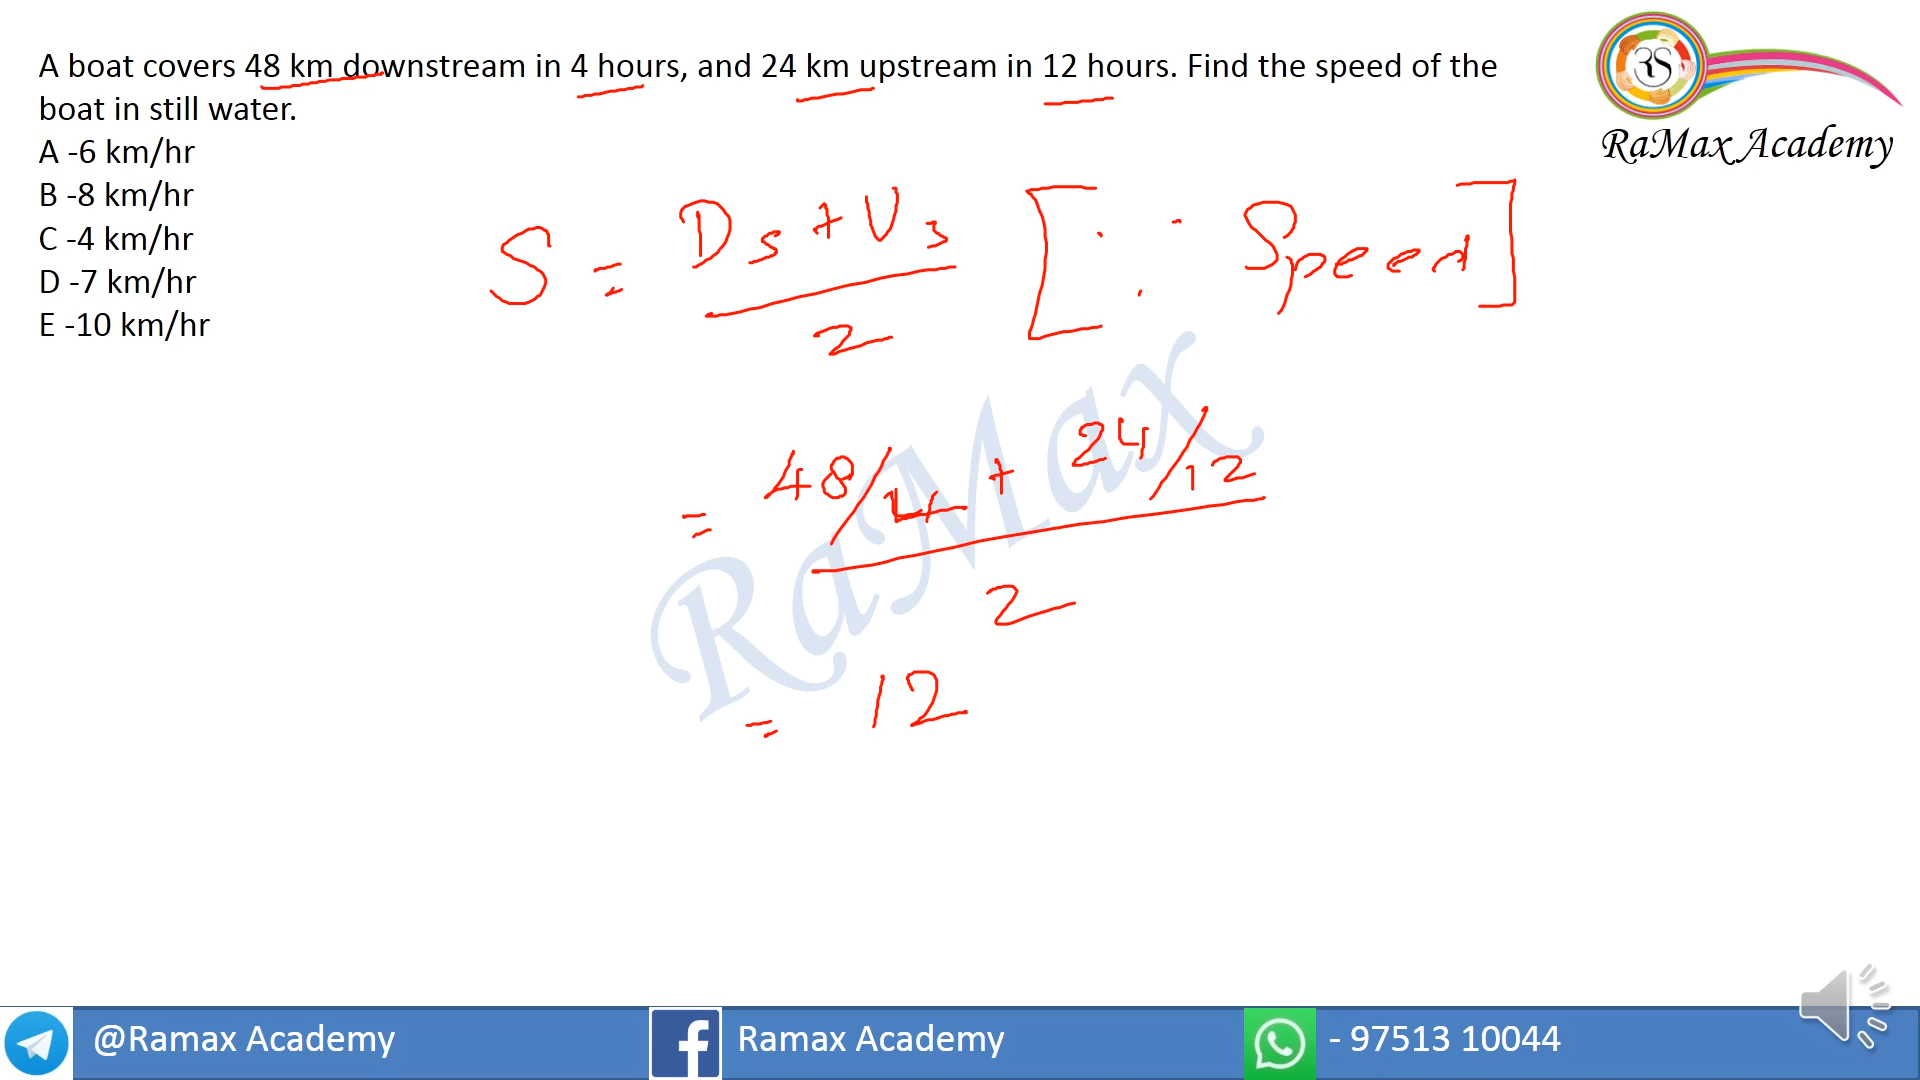 A boat covers 48 km downstream in 4 hours, and 24 km upstream in 12 hours. Find the speed of the
boat in still water.
A -6 km/hr
B -8 km/hr
C -4 km/hr
D -7 km/hr
E -10 km/hr
RS
RaMax Academy
S = Ds + Us / 2 [∴ Speed]
= 48/4 + 24/12 / 2
= 12
RaMax
@Ramax Academy
Ramax Academy
- 97513 10044